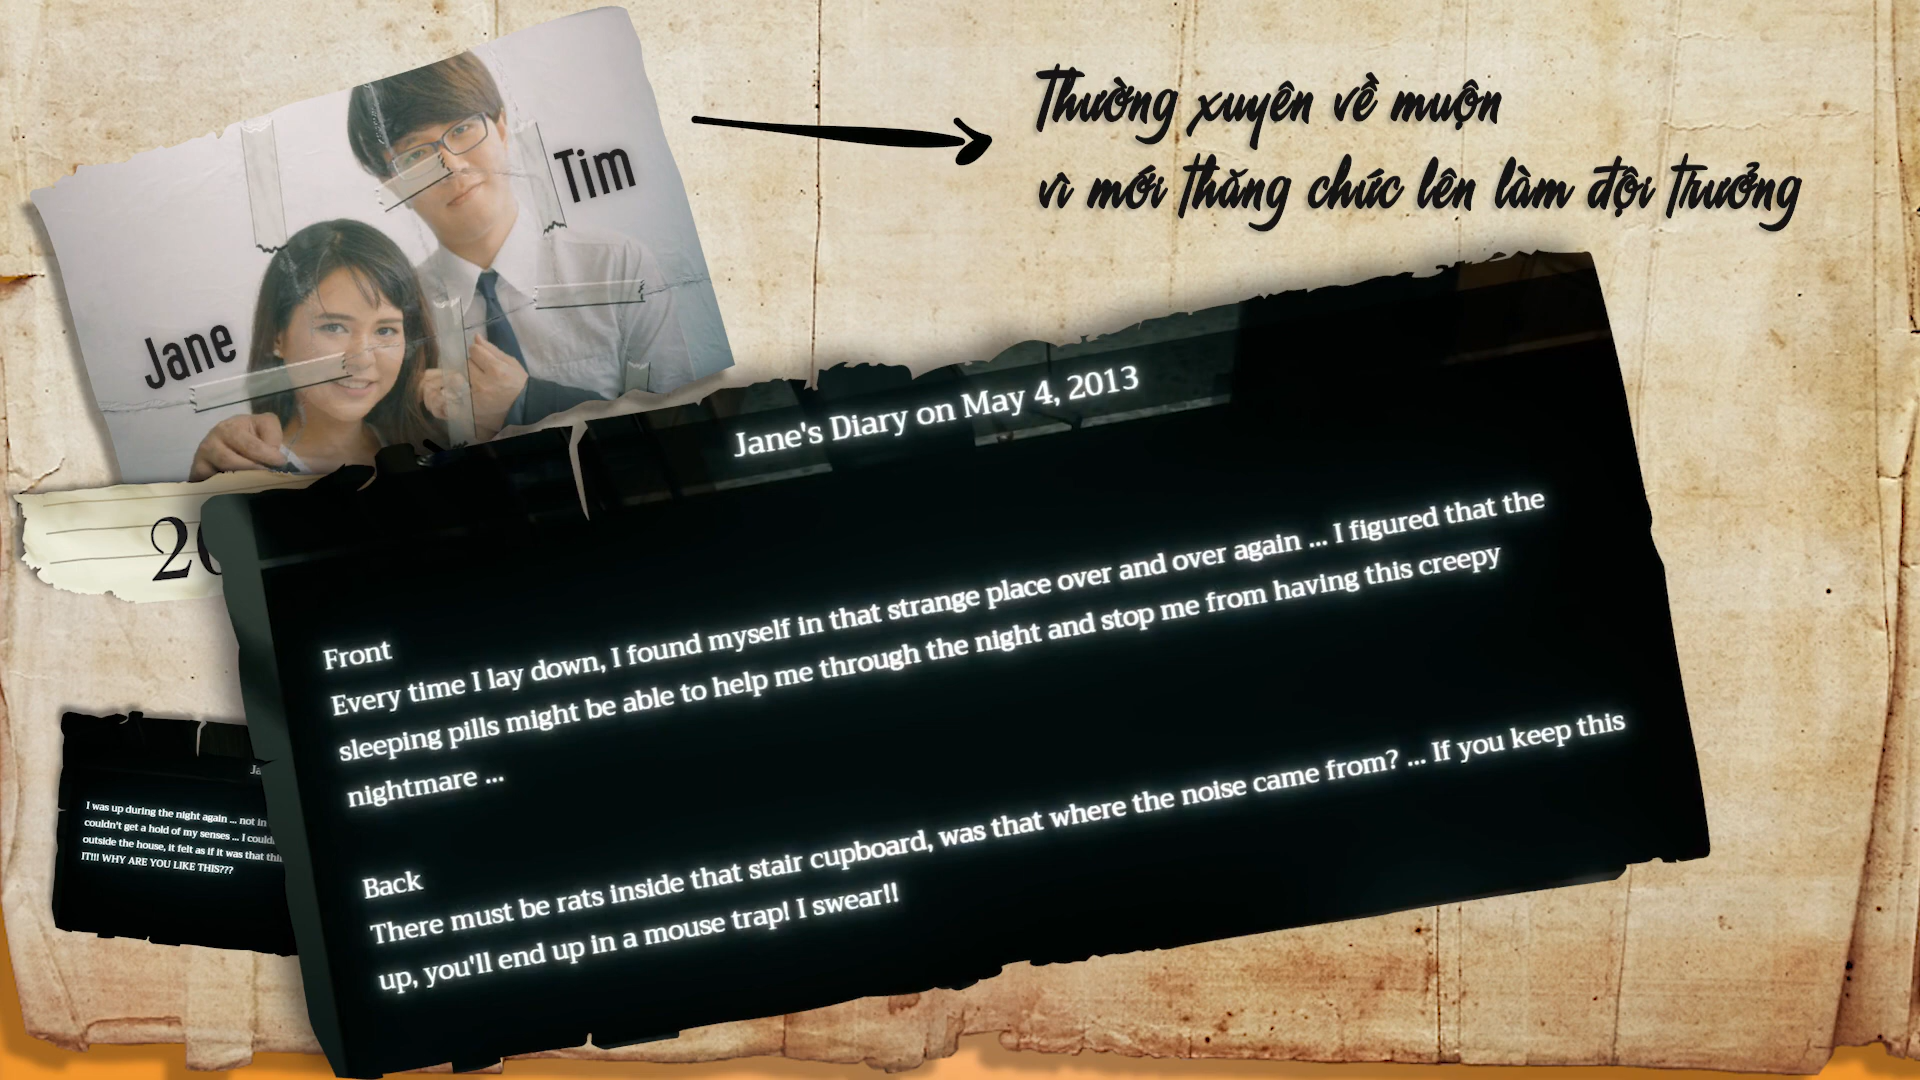 Thường xuyên về muộn
vì mới thăng chức lên làm đội trưởng
Tim
Jane
Jane's Diary on May 4, 2013
Front
Every time I lay down, I found myself in that strange place over and over again ... I figured that the
sleeping pills might be able to help me through the night and stop me from having this creepy
nightmare ...
Back
There must be rats inside that stair cupboard, was that where the noise came from? ... If you keep this
up, you'll end up in a mouse trap! I swear!!
I was up during the night again ... not in
couldn't get a hold of my senses ... I
outside the house, it felt as if it was that
IT!!! WHY ARE YOU LIKE THIS???